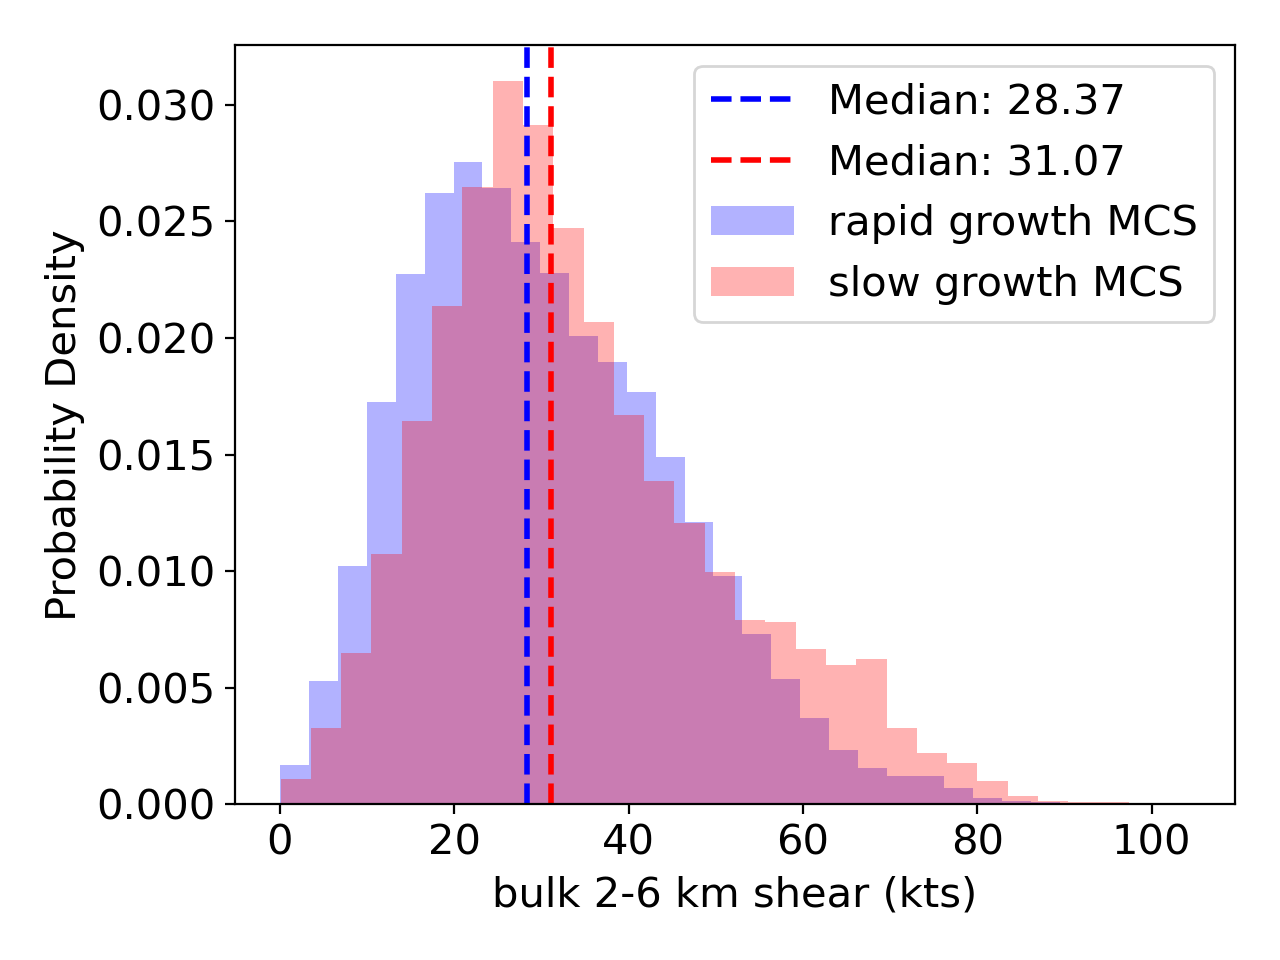 Median: 28.37
Median: 31.07
rapid growth MCS
slow growth MCS
Probability Density
0.030
0.025
0.020
0.015
0.010
0.005
0.000
0 20 40 60 80 100
bulk 2-6 km shear (kts)